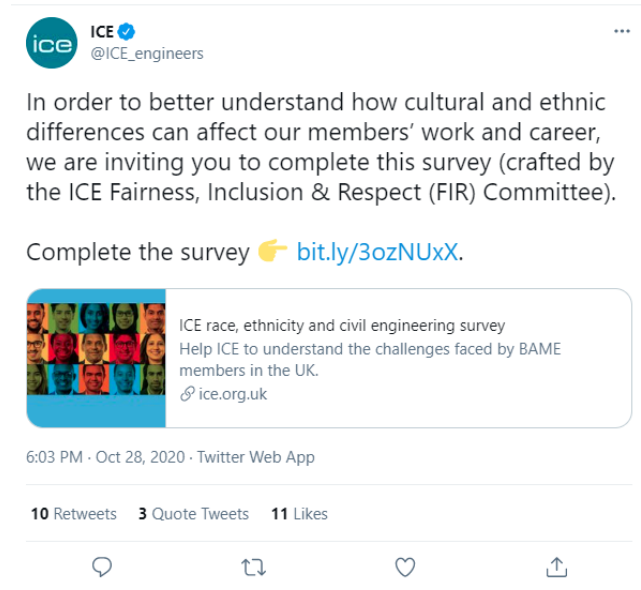 ice
ICE
@ICE_engineers
In order to better understand how cultural and ethnic
differences can affect our members' work and career,
we are inviting you to complete this survey (crafted by
the ICE Fairness, Inclusion & Respect (FIR) Committee).
Complete the survey 👉 bit.ly/3ozNUxX.
ICE race, ethnicity and civil engineering survey
Help ICE to understand the challenges faced by BAME
members in the UK.
ice.org.uk
6:03 PM · Oct 28, 2020 · Twitter Web App
10 Retweets 3 Quote Tweets 11 Likes